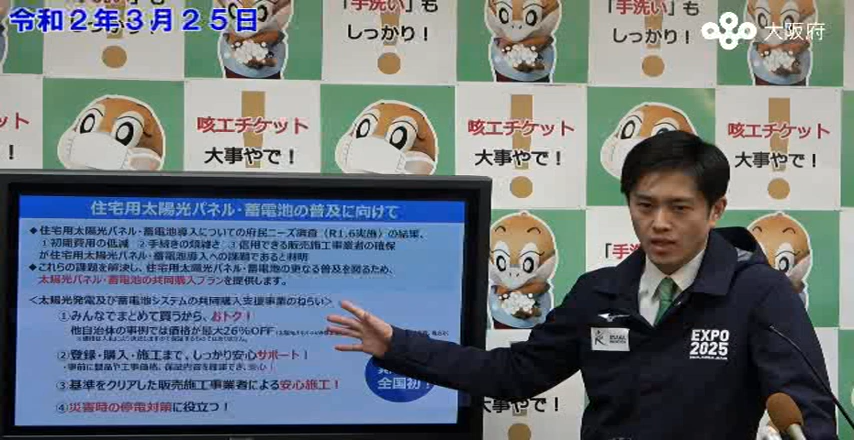 令和２年３月２５日
「手洗い」も
しっかり！
「手洗い」も
しっかり！
大阪府
咳エチケット
大事やで！
咳エチケット
大事やで！
咳エチケット
大事やで！
「手洗い」
大事やで！
住宅用太陽光パネル・蓄電池の普及に向けて
◆住宅用太陽光パネル・蓄電池導入についての府民ニーズ調査（R1.6実施）の結果、
①初期費用の低減 ②手続きの煩雑さ ③信用できる販売施工事業者の確保
が住宅用太陽光パネル・蓄電池導入への課題であると判明
◆これらの課題を解決し、住宅用太陽光パネル・蓄電池の更なる普及を図るため、
太陽光パネル・蓄電池の共同購入プランを提供します。
＜太陽光発電及び蓄電池システムの共同購入支援事業のねらい＞
①みんなでまとめて買うから、おトク！
他自治体の事例では価格が最大26％OFF
②登録・購入・施工まで、しっかり安心サポート！
③基準をクリアした販売施工事業者による安心施工！
④災害時の停電対策に役立つ！
全国初！
EXPO
2025